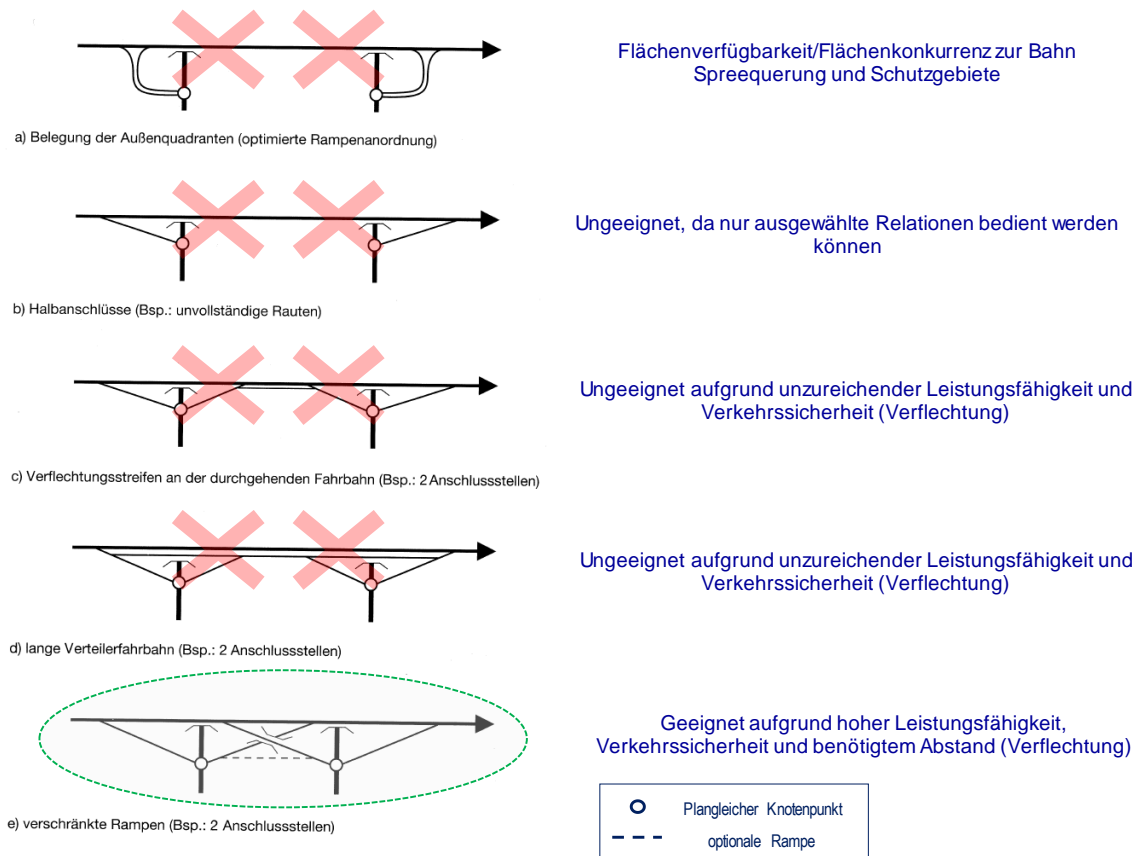 Flächenverfügbarkeit/Flächenkonkurrenz zur Bahn
Spreequerung und Schutzgebiete
a) Belegung der Außenquadranten (optimierte Rampenanordnung)
Ungeeignet, da nur ausgewählte Relationen bedient werden
können
b) Halbanschlüsse (Bsp.: unvollständige Rauten)
Ungeeignet aufgrund unzureichender Leistungsfähigkeit und
Verkehrssicherheit (Verflechtung)
c) Verflechtungsstreifen an der durchgehenden Fahrbahn (Bsp.: 2 Anschlussstellen)
Ungeeignet aufgrund unzureichender Leistungsfähigkeit und
Verkehrssicherheit (Verflechtung)
d) lange Verteilerfahrbahn (Bsp.: 2 Anschlussstellen)
Geeignet aufgrund hoher Leistungsfähigkeit,
Verkehrssicherheit und benötigtem Abstand (Verflechtung)
e) verschränkte Rampen (Bsp.: 2 Anschlussstellen)
Plangleicher Knotenpunkt
optionale Rampe